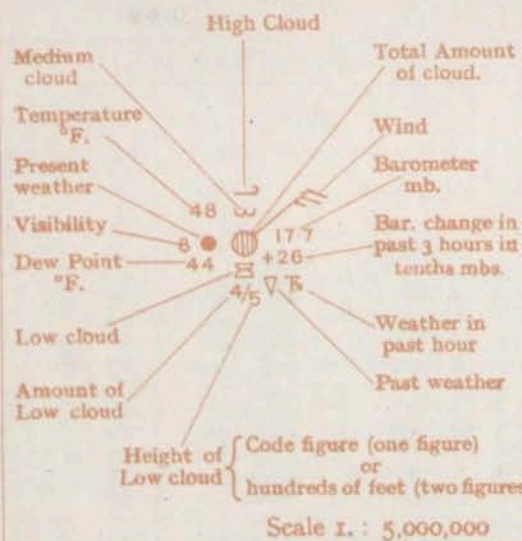 High Cloud
Medium
cloud
Total Amount
of cloud.
Temperature
°F.
Wind
Present
weather
Barometer
mb.
48
Visibility
8
177
Bar. change in
past 3 hours in
tenths mbs.
+26
Dew Point
°F.
44
4/5
Low cloud
Weather in
past hour
Amount of
Low cloud
Past weather
Height of
Low cloud
Code figure (one figure)
or
hundreds of feet (two figures
Scale 1. : 5,000,000